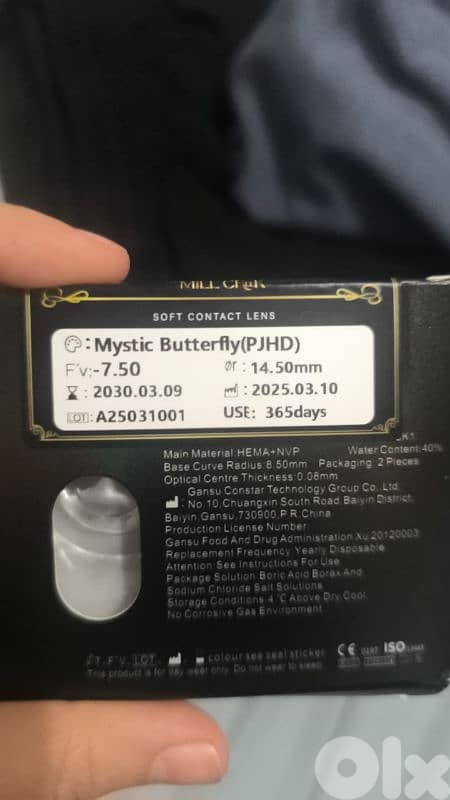 SOFT CONTACT LENS
: Mystic Butterfly(PJHD)
F'v:-7.50
: 14.50mm
: 2030.03.09
: 2025.03.10
LOT: A25031001
USE: 365days
Main Material:HEMA+NVP
Water Content:40%
Base Curve Radius:8.50mm
Packaging: 2 Pieces
Optical Centre Thickness:0.08mm
Gansu Constar Technology Group Co., Ltd.
: No.10,Chuangxin South Road,Baiyin District,
Baiyin,Gansu,730900,P.R,China
Production License Number:
Gansu Food And Drug Administration Xu 20120003
Replacement Frequency:Yearly Disposable
Attention:See Instructions For Use
Package Solution:Boric Acid Borax And
Sodium Chloride Salt Solutions
Storage Conditions:4°C Above Dry,Cool,
No Corrosive Gas Environment
F'V, LOT
colour see seal sticker
CE ISO
This product is for day wear only. Do not wear to sleep.
Olx